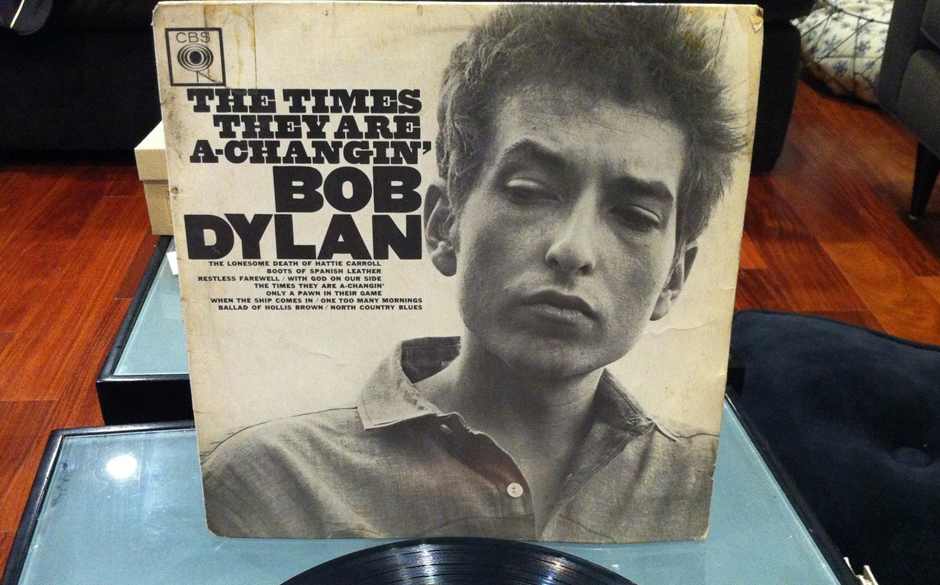 CBS
THE TIMES
THEY ARE
A-CHANGIN'
BOB
DYLAN
THE LONESOME DEATH OF HATTIE CARROLL
BOOTS OF SPANISH LEATHER
RESTLESS FAREWELL / WITH GOD ON OUR SIDE
THE TIMES THEY ARE A-CHANGIN'
ONLY A PAWN IN THEIR GAME
WHEN THE SHIP COMES IN / ONE TOO MANY MORNINGS
BALLAD OF HOLLIS BROWN / NORTH COUNTRY BLUES